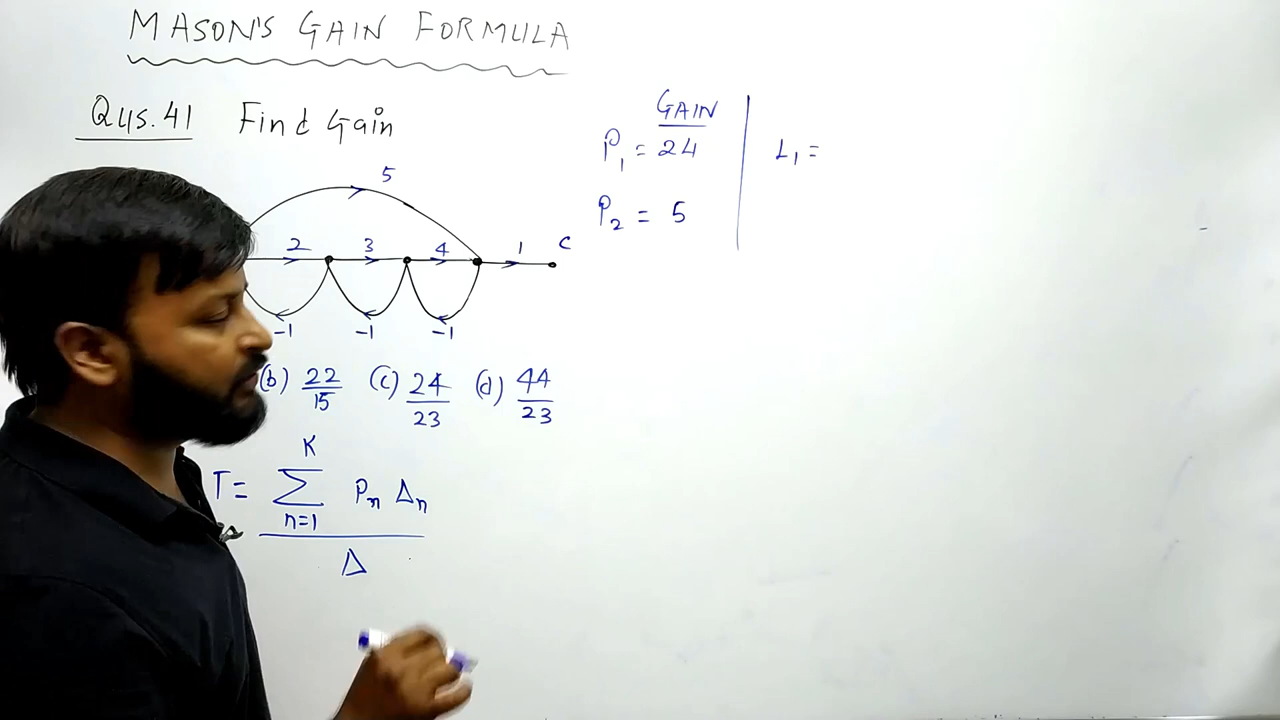 MASON'S GAIN FORMULA
Qus. 41 Find Gain
GAIN
P₁ = 24
P₂ = 5
L₁ =
5
2 3 4 1 C
-1 -1 -1
(b) 22/15 (c) 24/23 (d) 44/23
T = K Σ n=1 Pₙ Δₙ
Δ